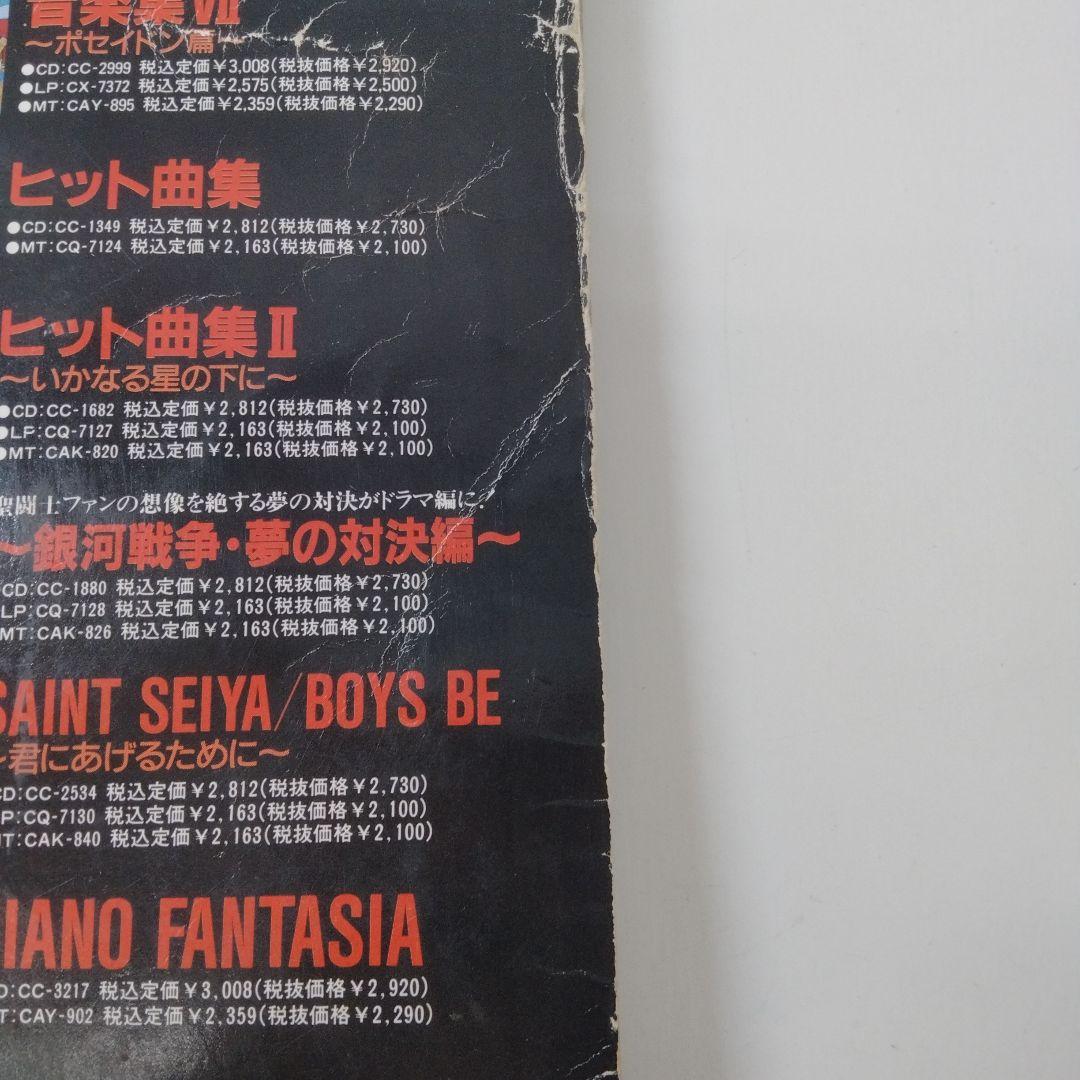 音楽集VII
～ポセイドン篇～
●CD:CC-2999 税込定価￥3,008(税抜価格￥2,920)
●LP:CX-7372 税込定価￥2,575(税抜価格￥2,500)
●MT:CAY-895 税込定価￥2,359(税抜価格￥2,290)
ヒット曲集
●CD:CC-1349 税込定価￥2,812(税抜価格￥2,730)
●MT:CQ-7124 税込定価￥2,163(税抜価格￥2,100)
ヒット曲集II
～いかなる星の下に～
●CD:CC-1682 税込定価￥2,812(税抜価格￥2,730)
●LP:CQ-7127 税込定価￥2,163(税抜価格￥2,100)
●MT:CAK-820 税込定価￥2,163(税抜価格￥2,100)
聖闘士ファンの想像を絶する夢の対決がドラマ編に!
～銀河戦争・夢の対決編～
CD:CC-1880 税込定価￥2,812(税抜価格￥2,730)
LP:CQ-7128 税込定価￥2,163(税抜価格￥2,100)
MT:CAK-826 税込定価￥2,163(税抜価格￥2,100)
SAINT SEIYA/BOYS BE
～君にあげるために～
CD:CC-2534 税込定価￥2,812(税抜価格￥2,730)
P:CQ-7130 税込定価￥2,163(税抜価格￥2,100)
MT:CAK-840 税込定価￥2,163(税抜価格￥2,100)
IANO FANTASIA
D:CC-3217 税込定価￥3,008(税抜価格￥2,920)
T:CAY-902 税込定価￥2,359(税抜価格￥2,290)